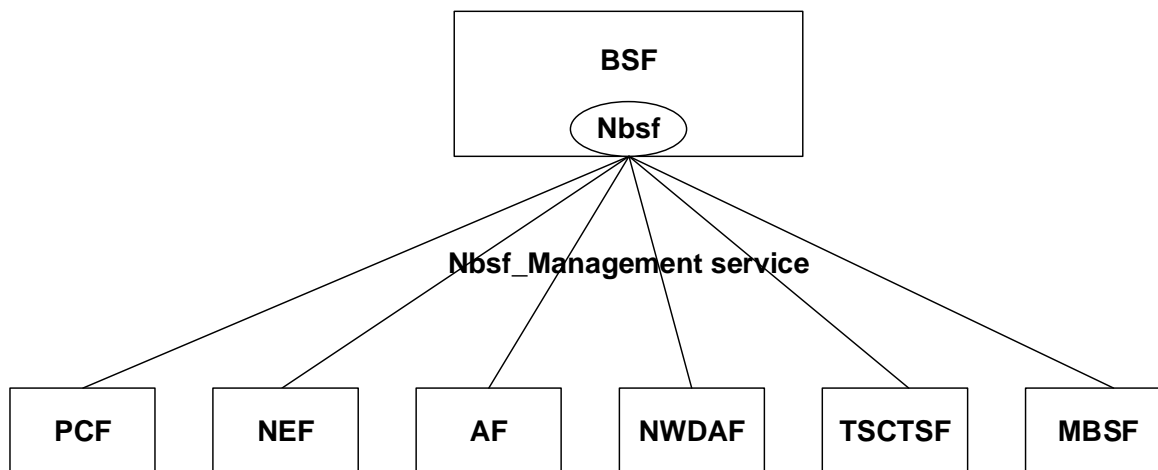 BSF
Nbsf
Nbsf_Management service
PCF NEF AF NWDAF TSCTSF MBSF